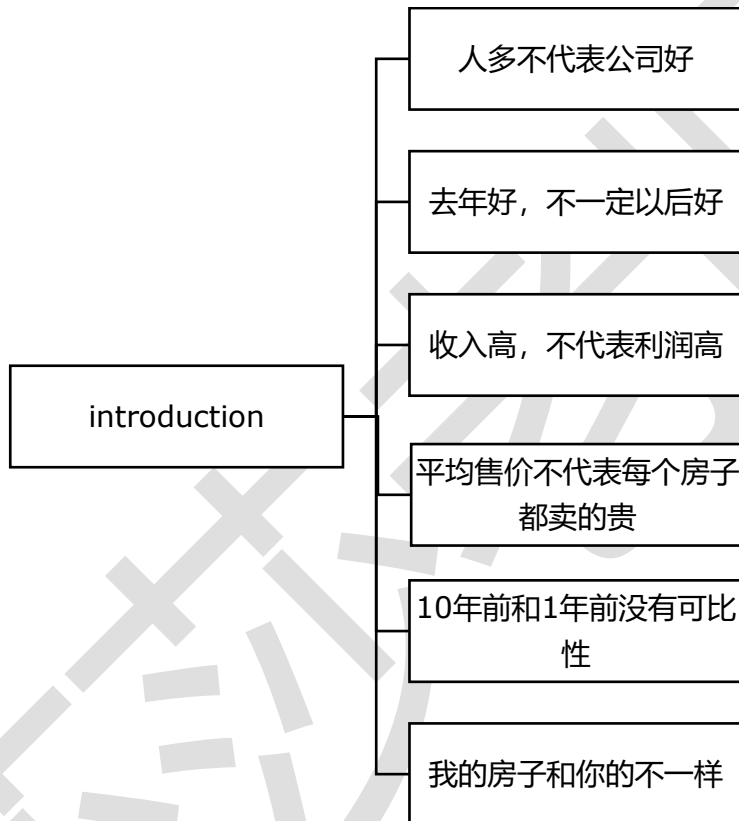 人多不代表公司好
去年好，不一定以后好
收入高，不代表利润高
introduction
平均售价不代表每个房子
都卖的贵
10年前和1年前没有可比
性
我的房子和你的不一样